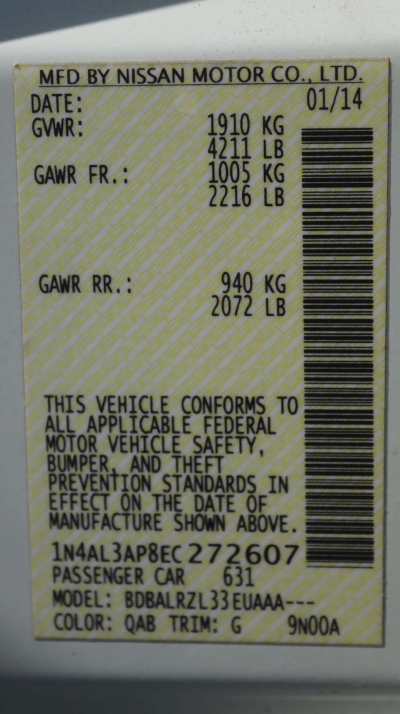 MFD BY NISSAN MOTOR CO., LTD.
DATE: 01/14
GVWR: 1910 KG
4211 LB
GAWR FR.: 1005 KG
2216 LB
GAWR RR.: 940 KG
2072 LB
THIS VEHICLE CONFORMS TO
ALL APPLICABLE FEDERAL
MOTOR VEHICLE SAFETY,
BUMPER, AND THEFT
PREVENTION STANDARDS IN
EFFECT ON THE DATE OF
MANUFACTURE SHOWN ABOVE.
1N4AL3AP8EC272607
PASSENGER CAR 631
MODEL: BDBALRZL33EUAAA---
COLOR: QAB TRIM: G 9N00A